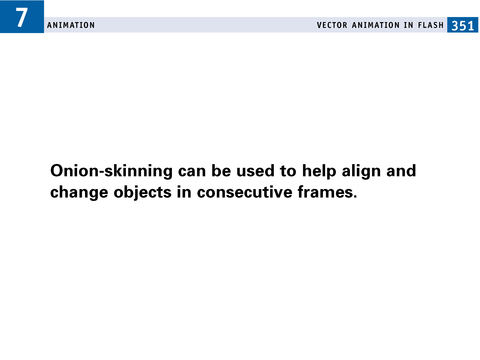 7
ANIMATION
VECTOR ANIMATION IN FLASH 351
Onion-skinning can be used to help align and
change objects in consecutive frames.